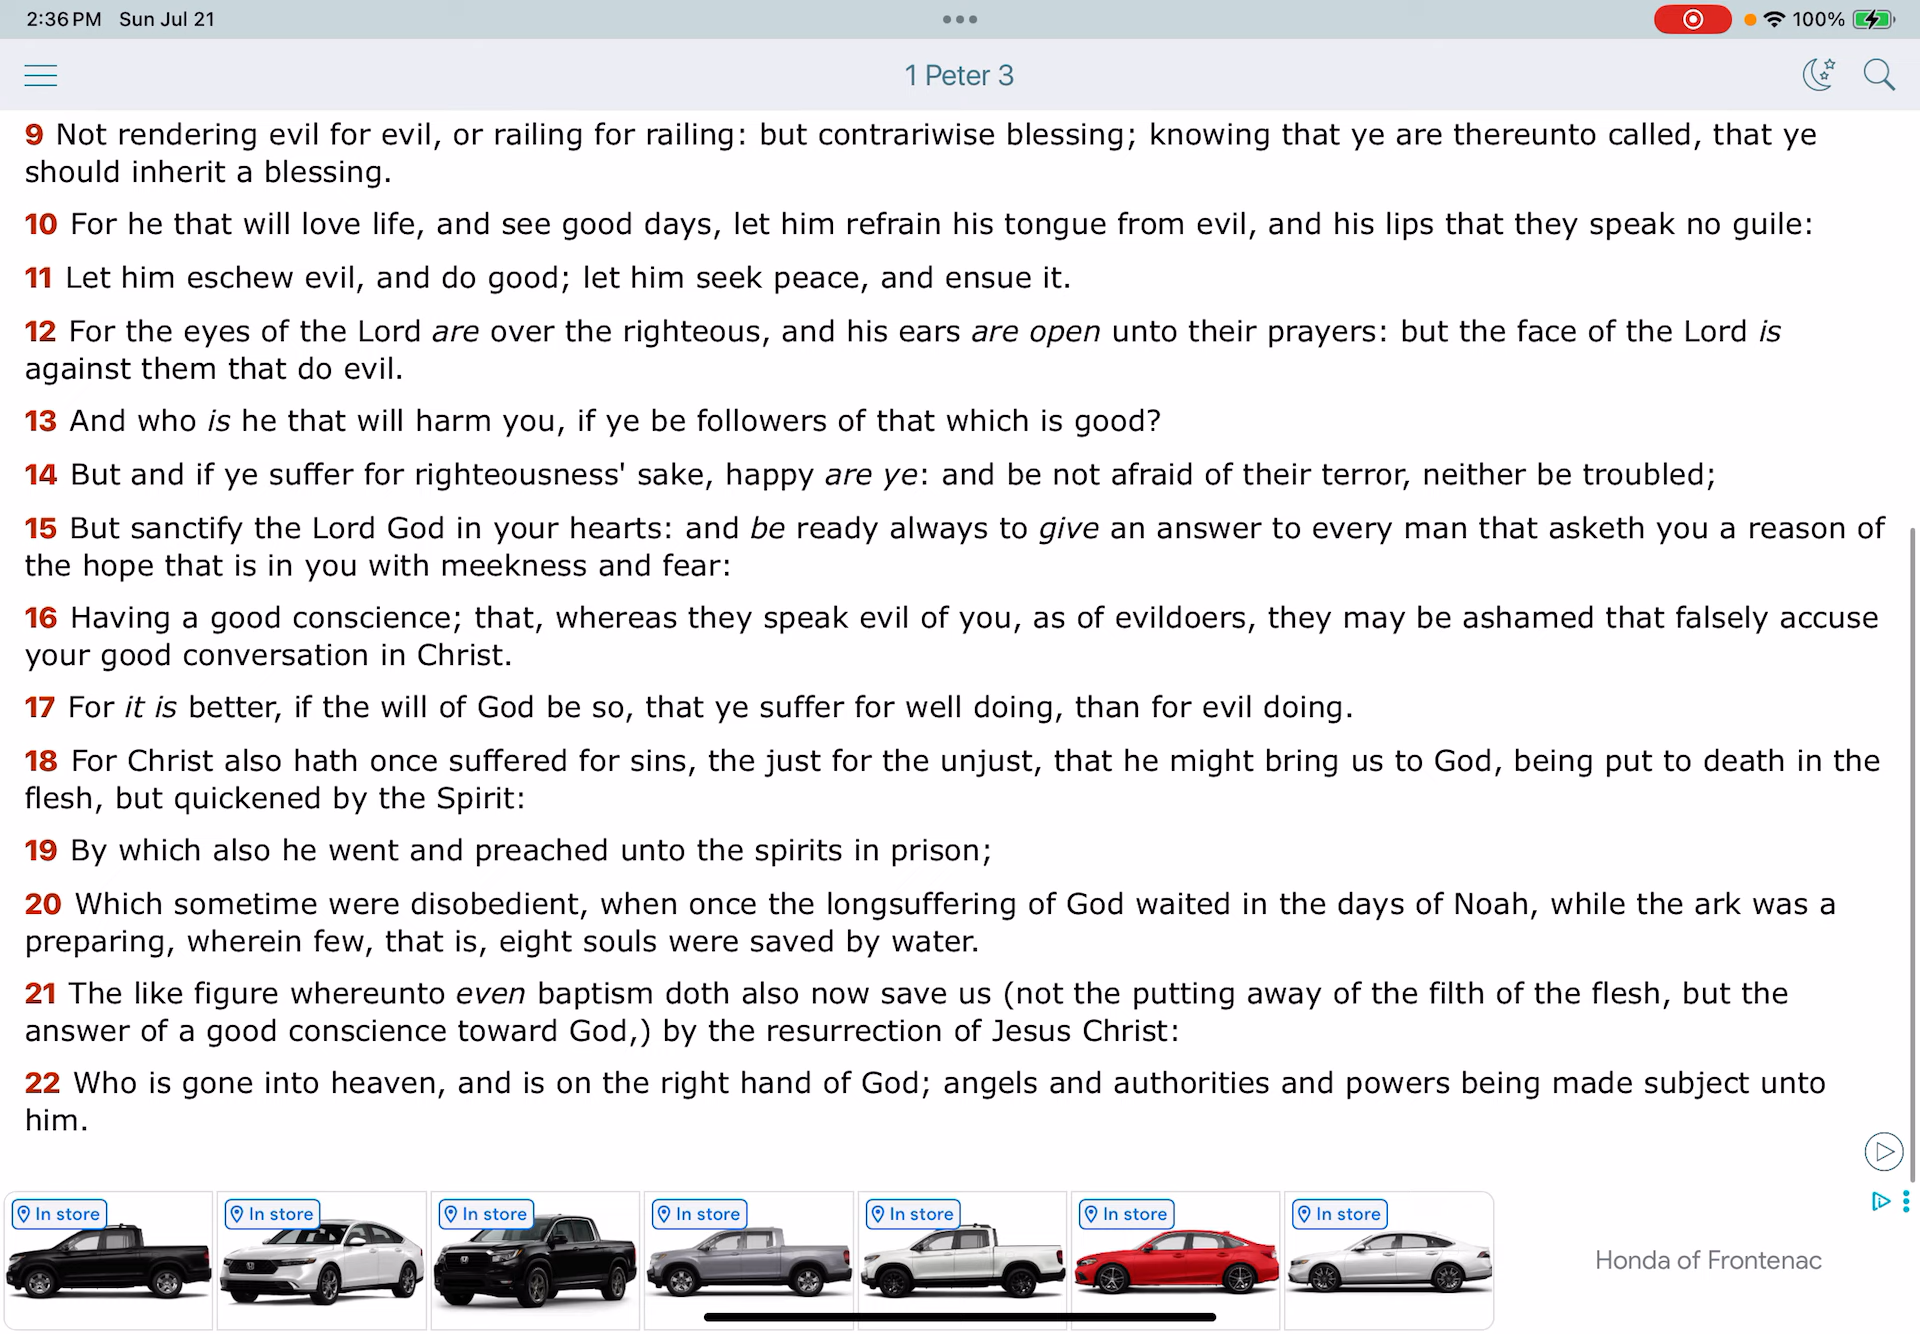 2:36 PM Sun Jul 21
100%
1 Peter 3
9 Not rendering evil for evil, or railing for railing: but contrariwise blessing; knowing that ye are thereunto called, that ye
should inherit a blessing.
10 For he that will love life, and see good days, let him refrain his tongue from evil, and his lips that they speak no guile:
11 Let him eschew evil, and do good; let him seek peace, and ensue it.
12 For the eyes of the Lord are over the righteous, and his ears are open unto their prayers: but the face of the Lord is
against them that do evil.
13 And who is he that will harm you, if ye be followers of that which is good?
14 But and if ye suffer for righteousness' sake, happy are ye: and be not afraid of their terror, neither be troubled;
15 But sanctify the Lord God in your hearts: and be ready always to give an answer to every man that asketh you a reason of
the hope that is in you with meekness and fear:
16 Having a good conscience; that, whereas they speak evil of you, as of evildoers, they may be ashamed that falsely accuse
your good conversation in Christ.
17 For it is better, if the will of God be so, that ye suffer for well doing, than for evil doing.
18 For Christ also hath once suffered for sins, the just for the unjust, that he might bring us to God, being put to death in the
flesh, but quickened by the Spirit:
19 By which also he went and preached unto the spirits in prison;
20 Which sometime were disobedient, when once the longsuffering of God waited in the days of Noah, while the ark was a
preparing, wherein few, that is, eight souls were saved by water.
21 The like figure whereunto even baptism doth also now save us (not the putting away of the filth of the flesh, but the
answer of a good conscience toward God,) by the resurrection of Jesus Christ:
22 Who is gone into heaven, and is on the right hand of God; angels and authorities and powers being made subject unto
him.
In store In store In store In store In store In store In store
Honda of Frontenac